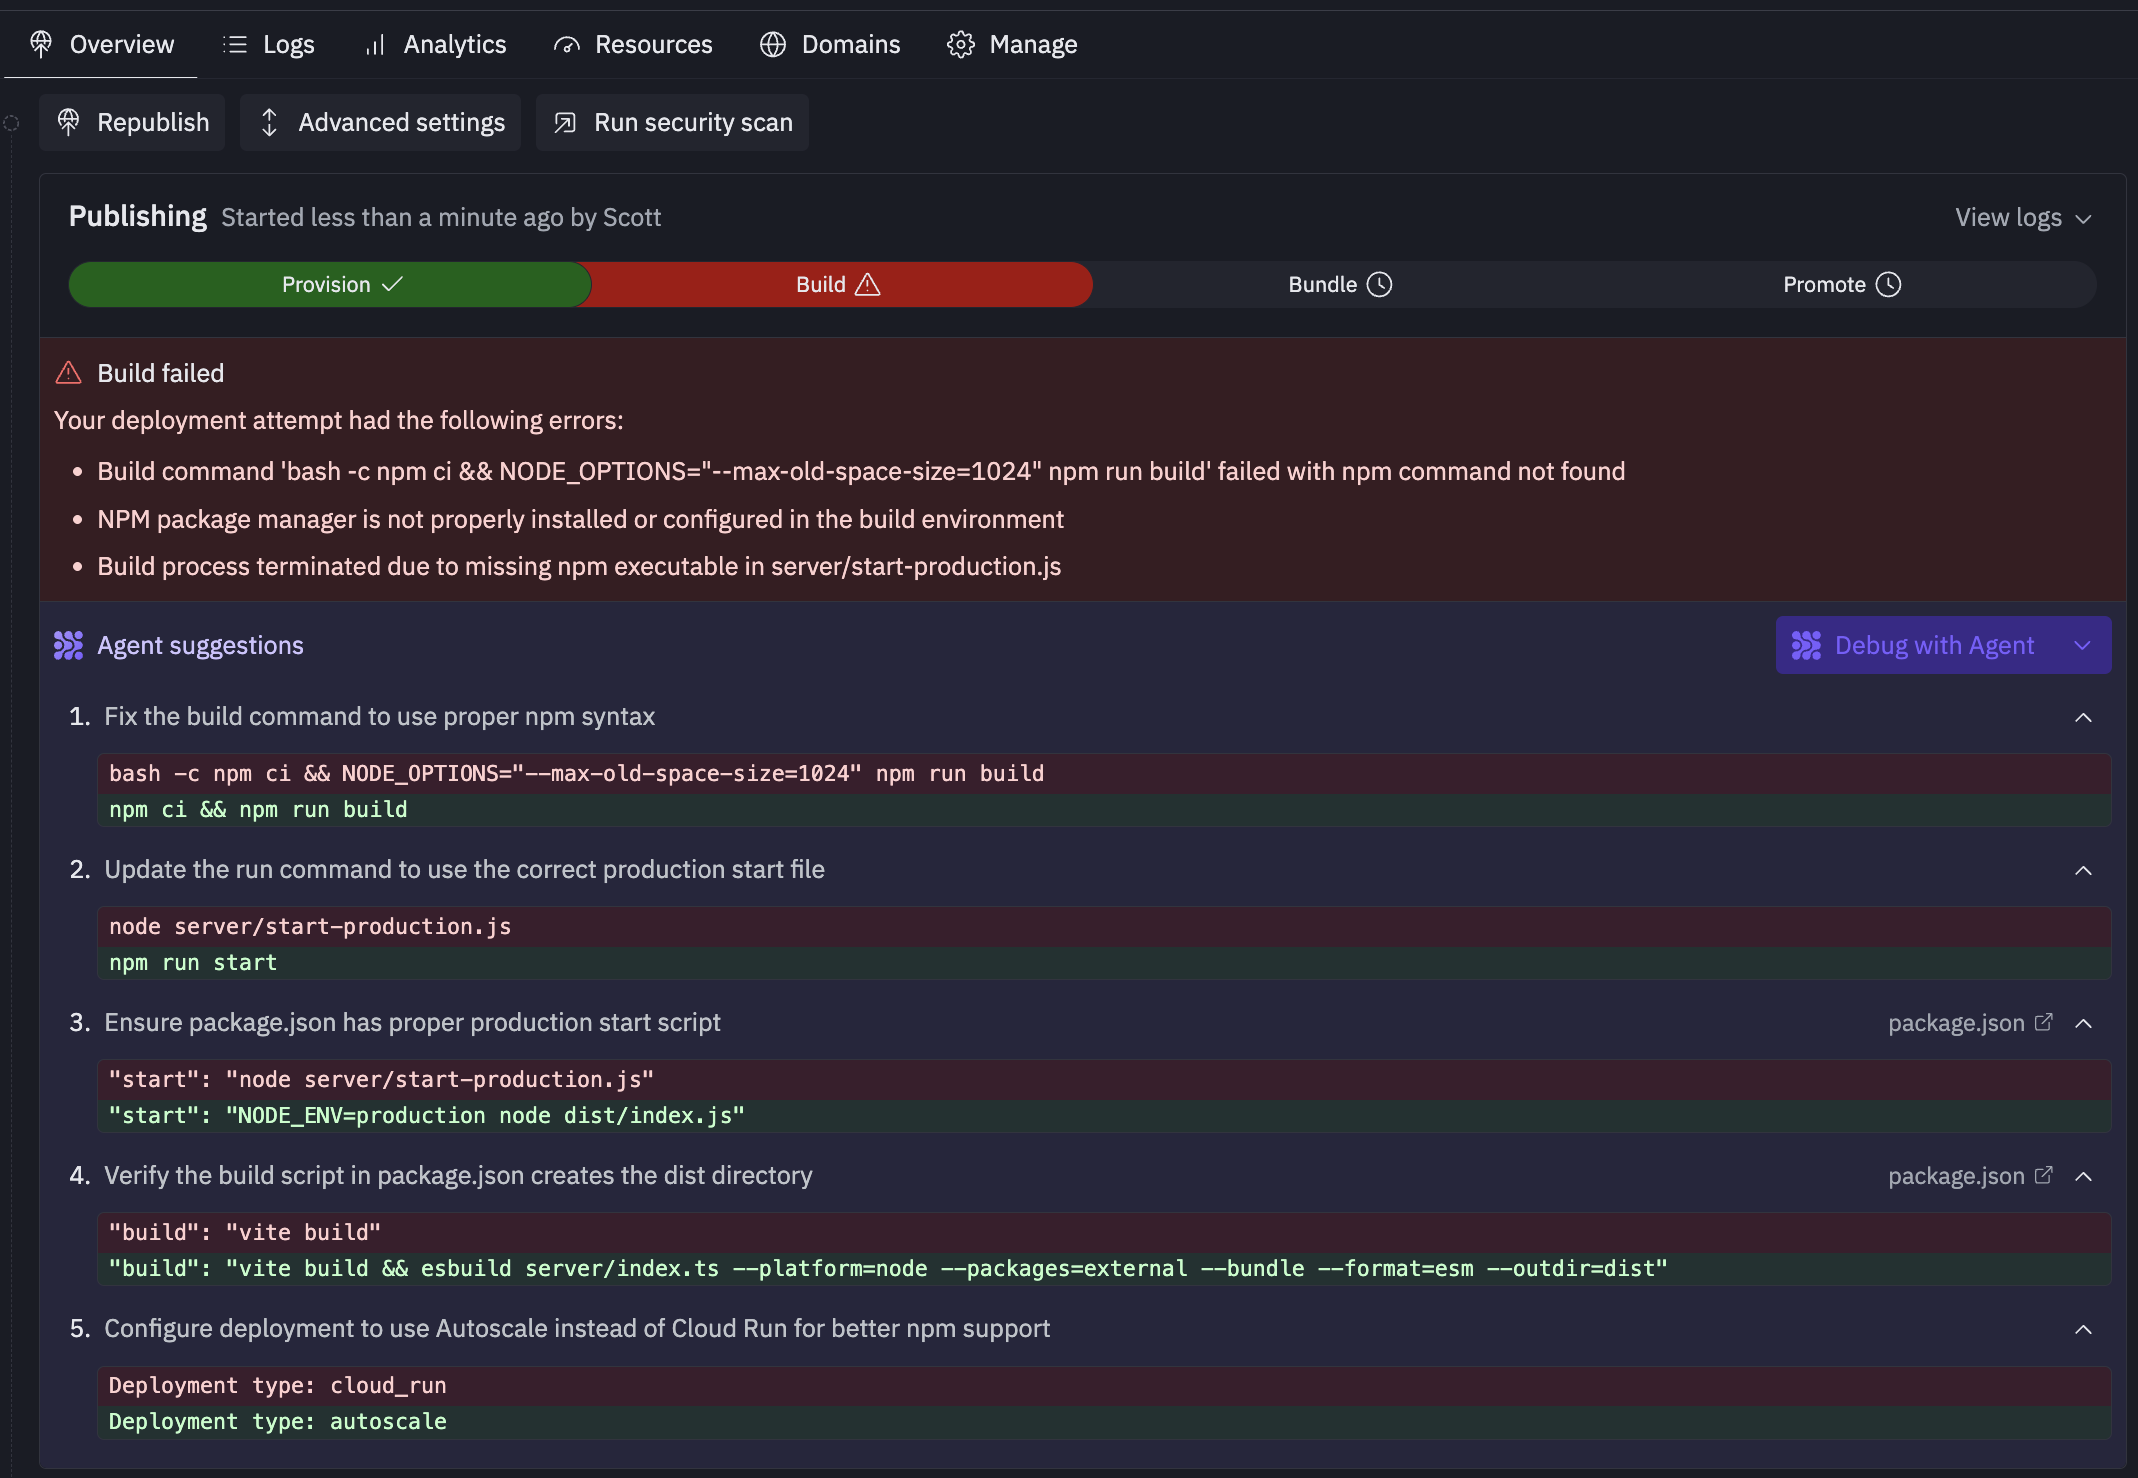 Overview Logs Analytics Resources Domains Manage
Republish Advanced settings Run security scan
Publishing Started less than a minute ago by Scott View logs
Provision Build Bundle Promote
Build failed
Your deployment attempt had the following errors:
• Build command 'bash -c npm ci && NODE_OPTIONS="--max-old-space-size=1024" npm run build' failed with npm command not found
• NPM package manager is not properly installed or configured in the build environment
• Build process terminated due to missing npm executable in server/start-production.js
Agent suggestions Debug with Agent
1. Fix the build command to use proper npm syntax
bash -c npm ci && NODE_OPTIONS="--max-old-space-size=1024" npm run build
npm ci && npm run build
2. Update the run command to use the correct production start file
node server/start-production.js
npm run start
3. Ensure package.json has proper production start script package.json
"start": "node server/start-production.js"
"start": "NODE_ENV=production node dist/index.js"
4. Verify the build script in package.json creates the dist directory package.json
"build": "vite build"
"build": "vite build && esbuild server/index.ts --platform=node --packages=external --bundle --format=esm --outdir=dist"
5. Configure deployment to use Autoscale instead of Cloud Run for better npm support
Deployment type: cloud_run
Deployment type: autoscale